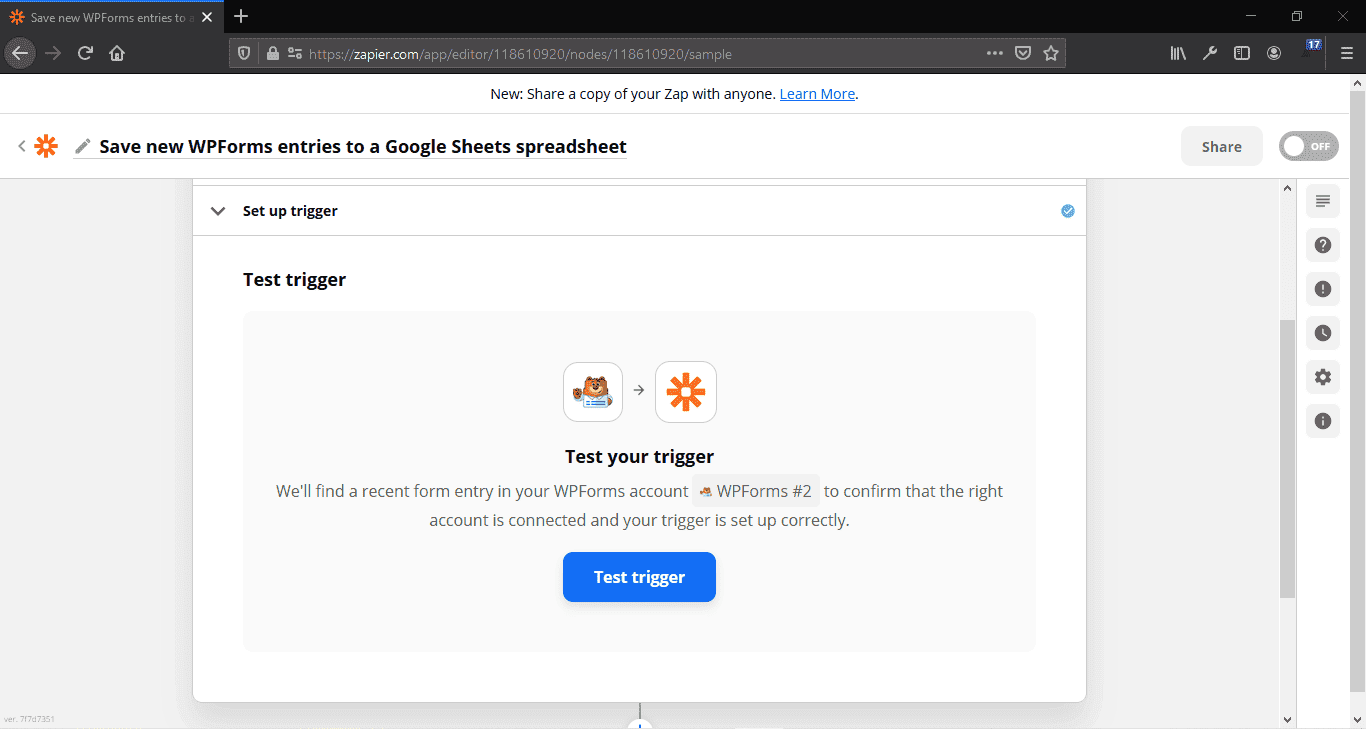 Save new WPForms entries to a
https://zapier.com/app/editor/118610920/nodes/118610920/sample
17
New: Share a copy of your Zap with anyone. Learn More.
Save new WPForms entries to a Google Sheets spreadsheet
Share
OFF
Set up trigger
Test trigger
Test your trigger
We'll find a recent form entry in your WPForms account WPForms #2 to confirm that the right
account is connected and your trigger is set up correctly.
Test trigger
ver. 7f7d7351